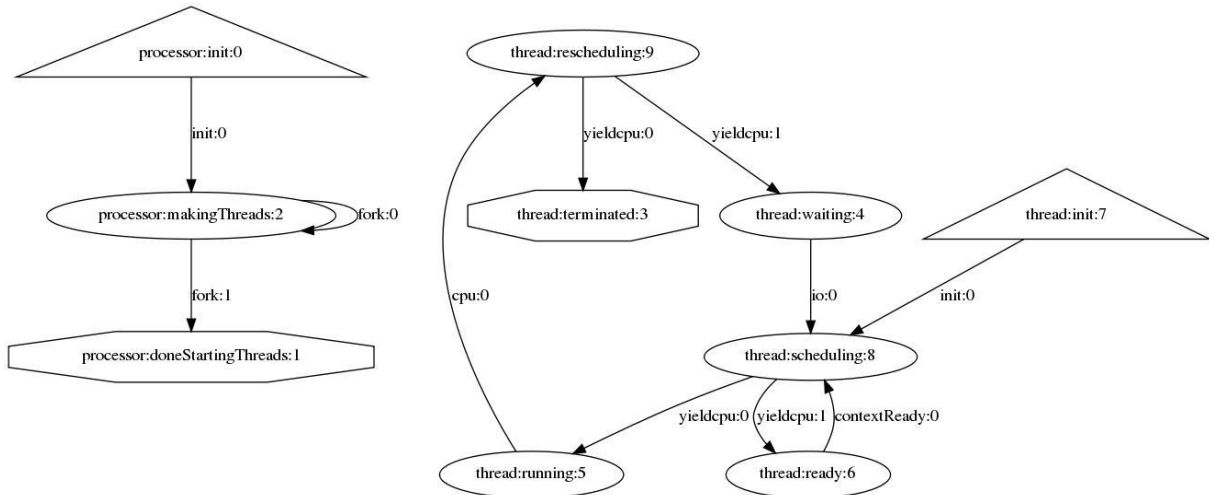 processor:init:0
thread:rescheduling:9
init:0
yieldcpu:0
yieldcpu:1
processor:makingThreads:2
fork:0
thread:terminated:3
thread:waiting:4
thread:init:7
fork:1
cpu:0
io:0
init:0
processor:doneStartingThreads:1
thread:scheduling:8
yieldcpu:0
yieldcpu:1
contextReady:0
thread:running:5
thread:ready:6